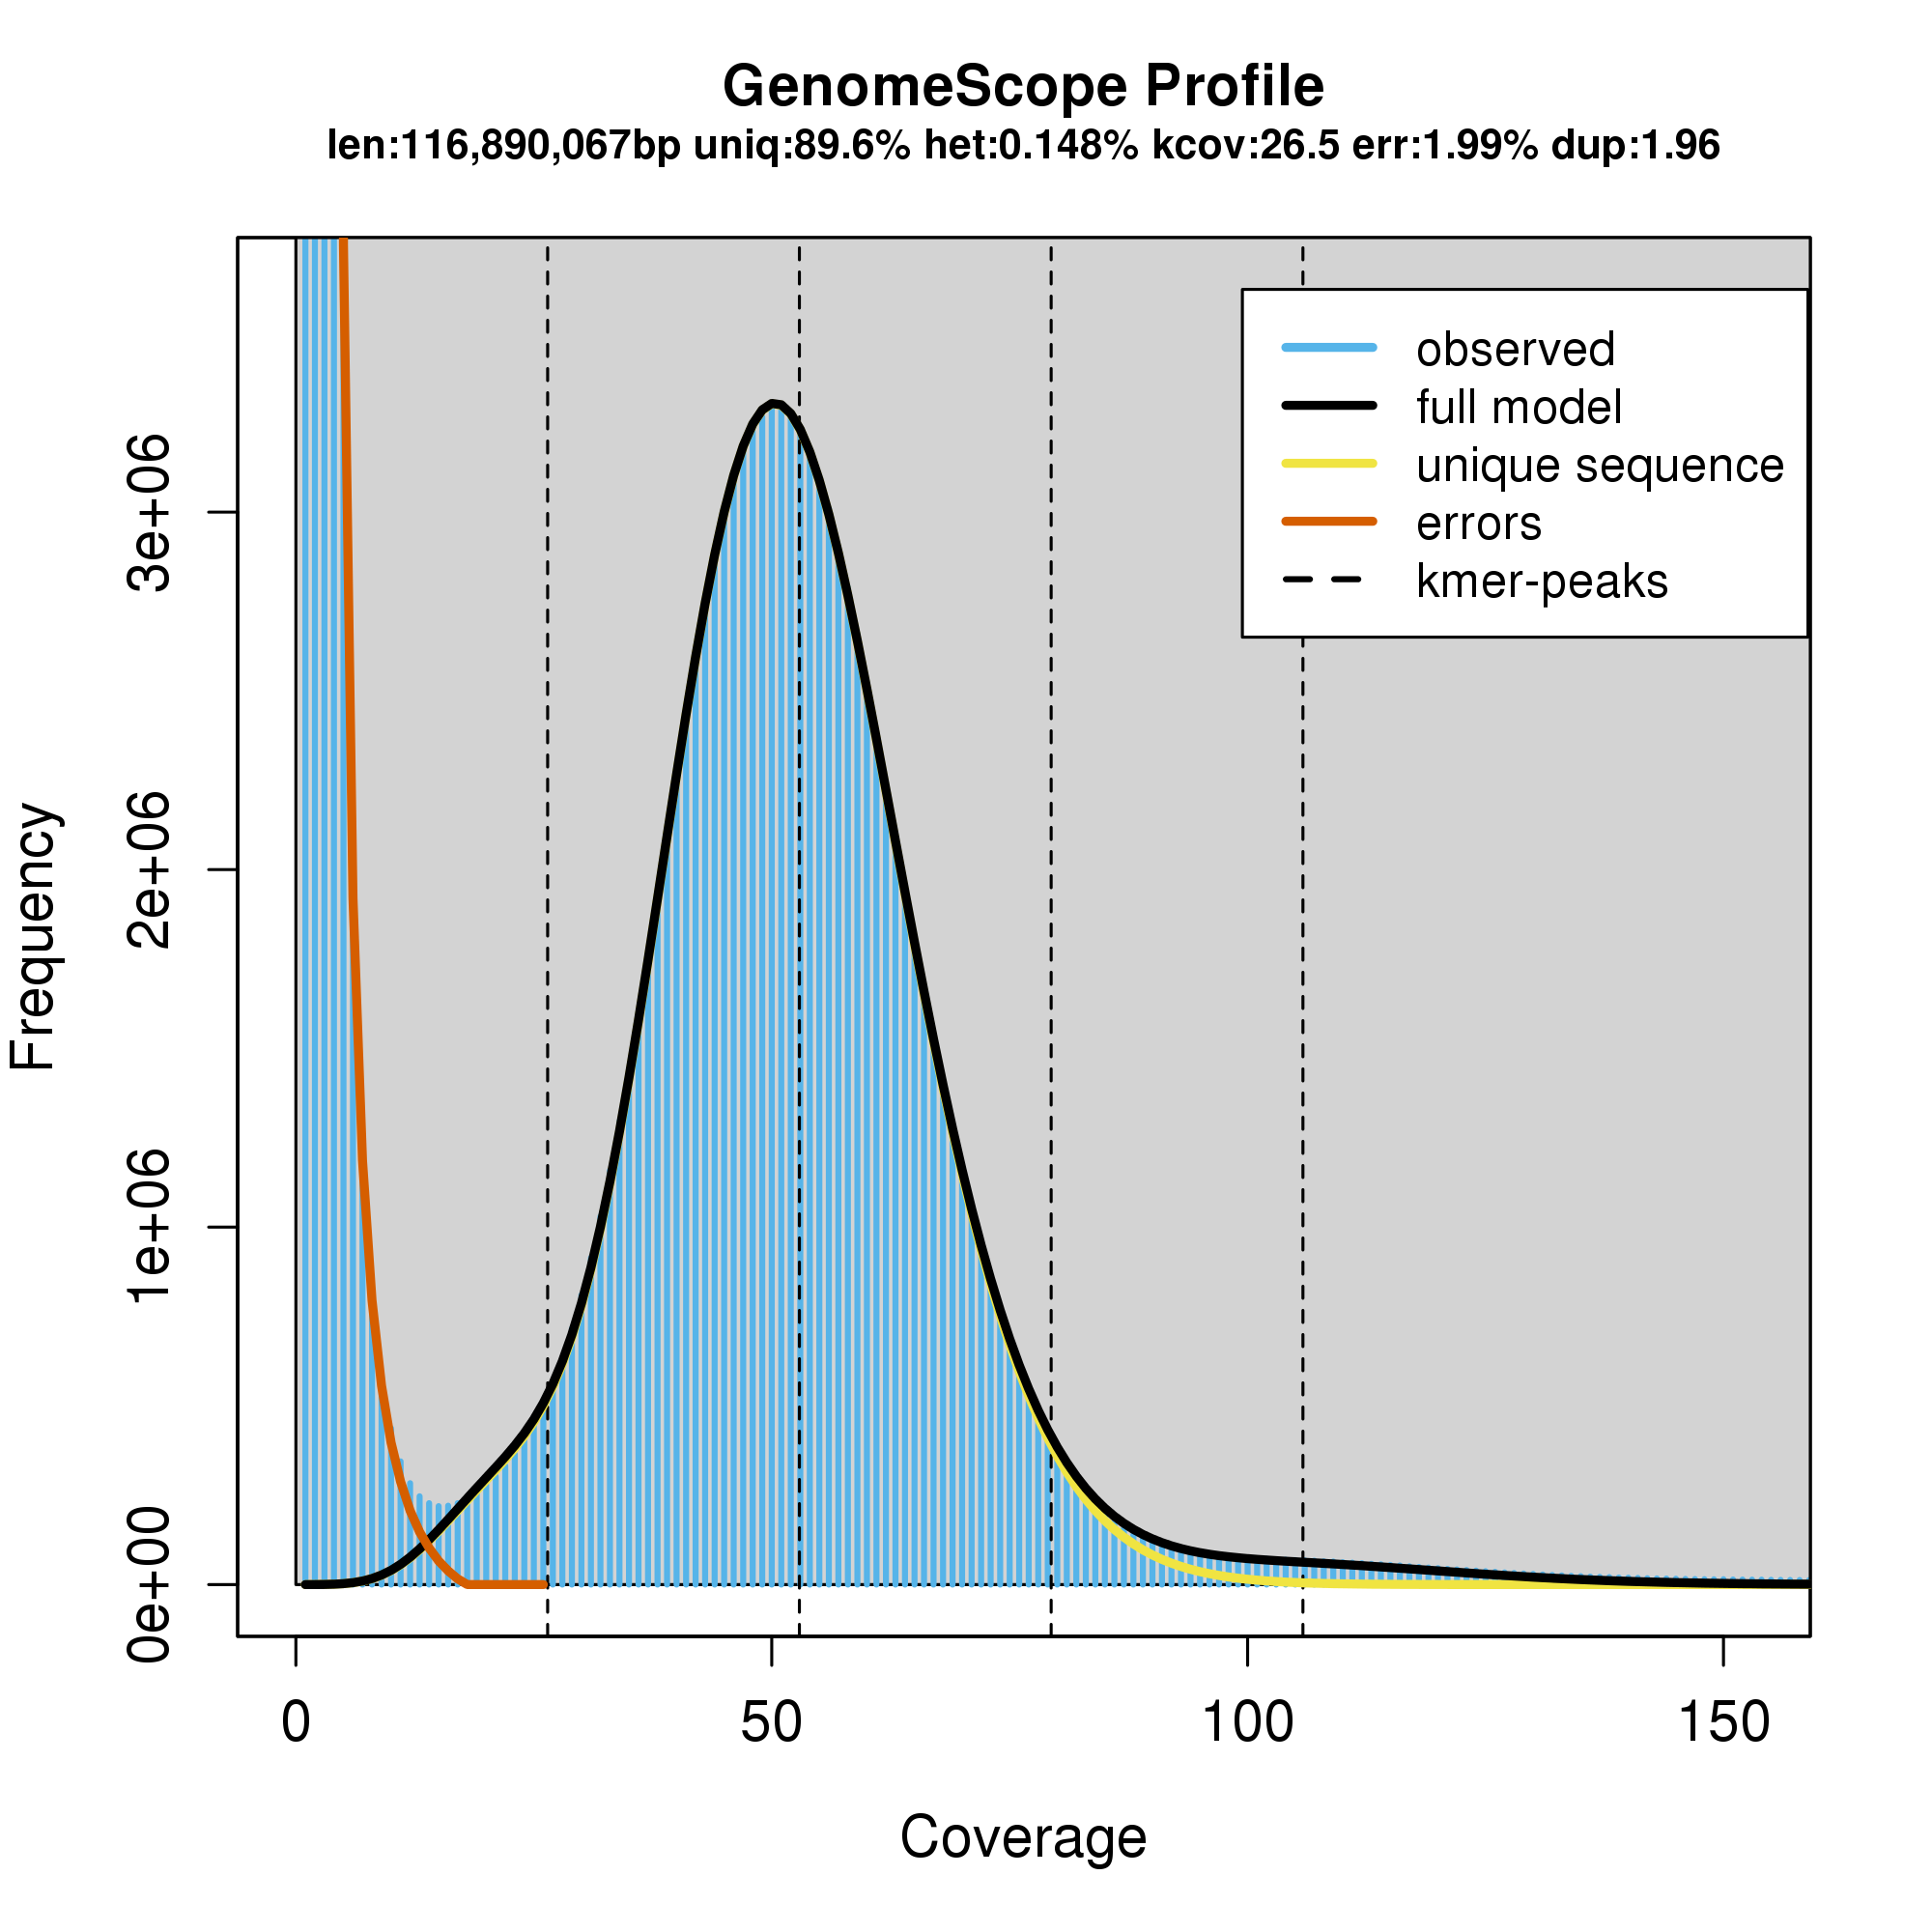 GenomeScope Profile
len:116,890,067bp uniq:89.6% het:0.148% kcov:26.5 err:1.99% dup:1.96
observed
full model
unique sequence
errors
kmer-peaks
Frequency
3e+06
2e+06
1e+06
0e+00
0 50 100 150
Coverage